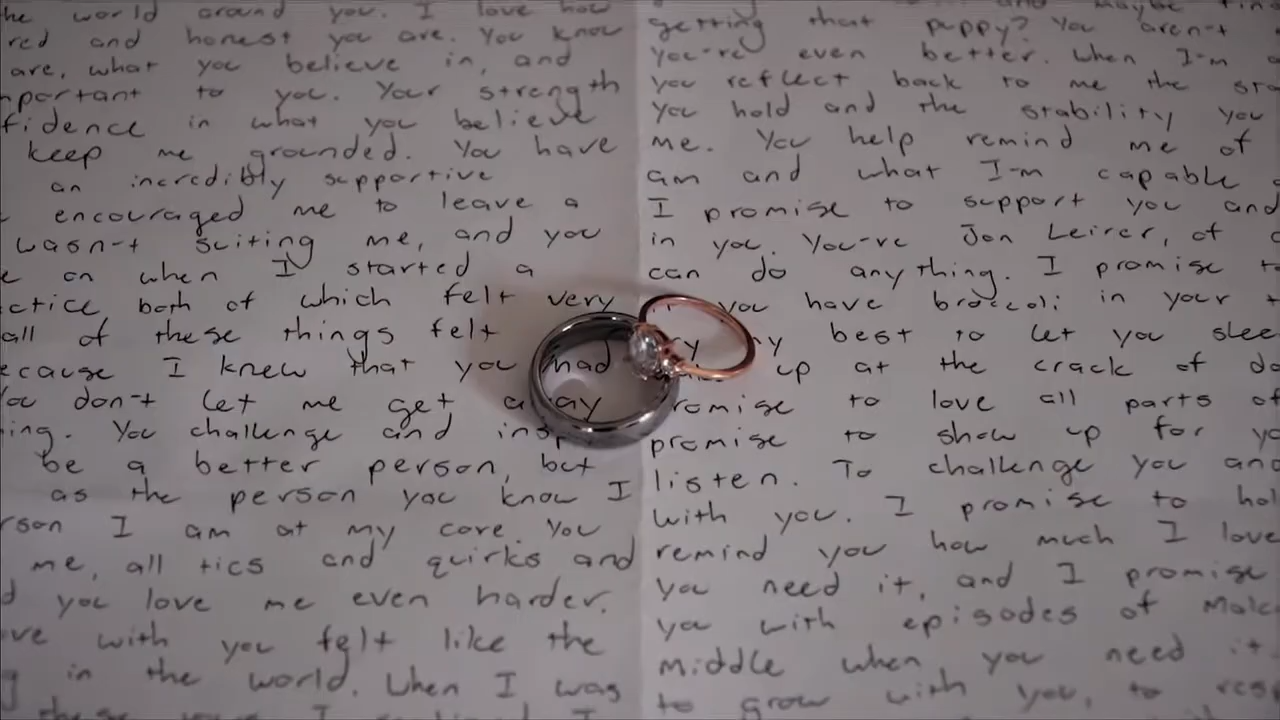 the world around you. I love how
red and honest you are. You know
are, what you believe in, and
mportant to you. Your strength
fidence in what you believe
keep me grounded. You have
an incredibly supportive
encouraged me to leave a
wasn-t suiting me, and you
e on when I started a
ctice, both of which felt very
all of these things felt
ecause I knew that you had
You don-t let me get away
ing. You challenge and insp
be a better person, but
as the person you know I
rson I am at my core. You
me, all tics and quirks and
d you love me even harder.
ove with you felt like the
g in the world. When I was
getting that puppy? You aren-t
you-re even better. When I-m a
you reflect back to me the
you hold and the stability you
me. You help remind me of
am and what I-m capable
I promise to support you and
in you. You-re Jon Leirer, of
can do anything. I promise
you have broccoli in your
ry my best to let you slee
up at the crack of da
romise to love all parts of
promise to show up for yo
listen. To challenge you and
with you. I promise to hol
remind you how much I love
you need it, and I promise
you with episodes of Malco
middle when you need it.
to grow with you, to resp